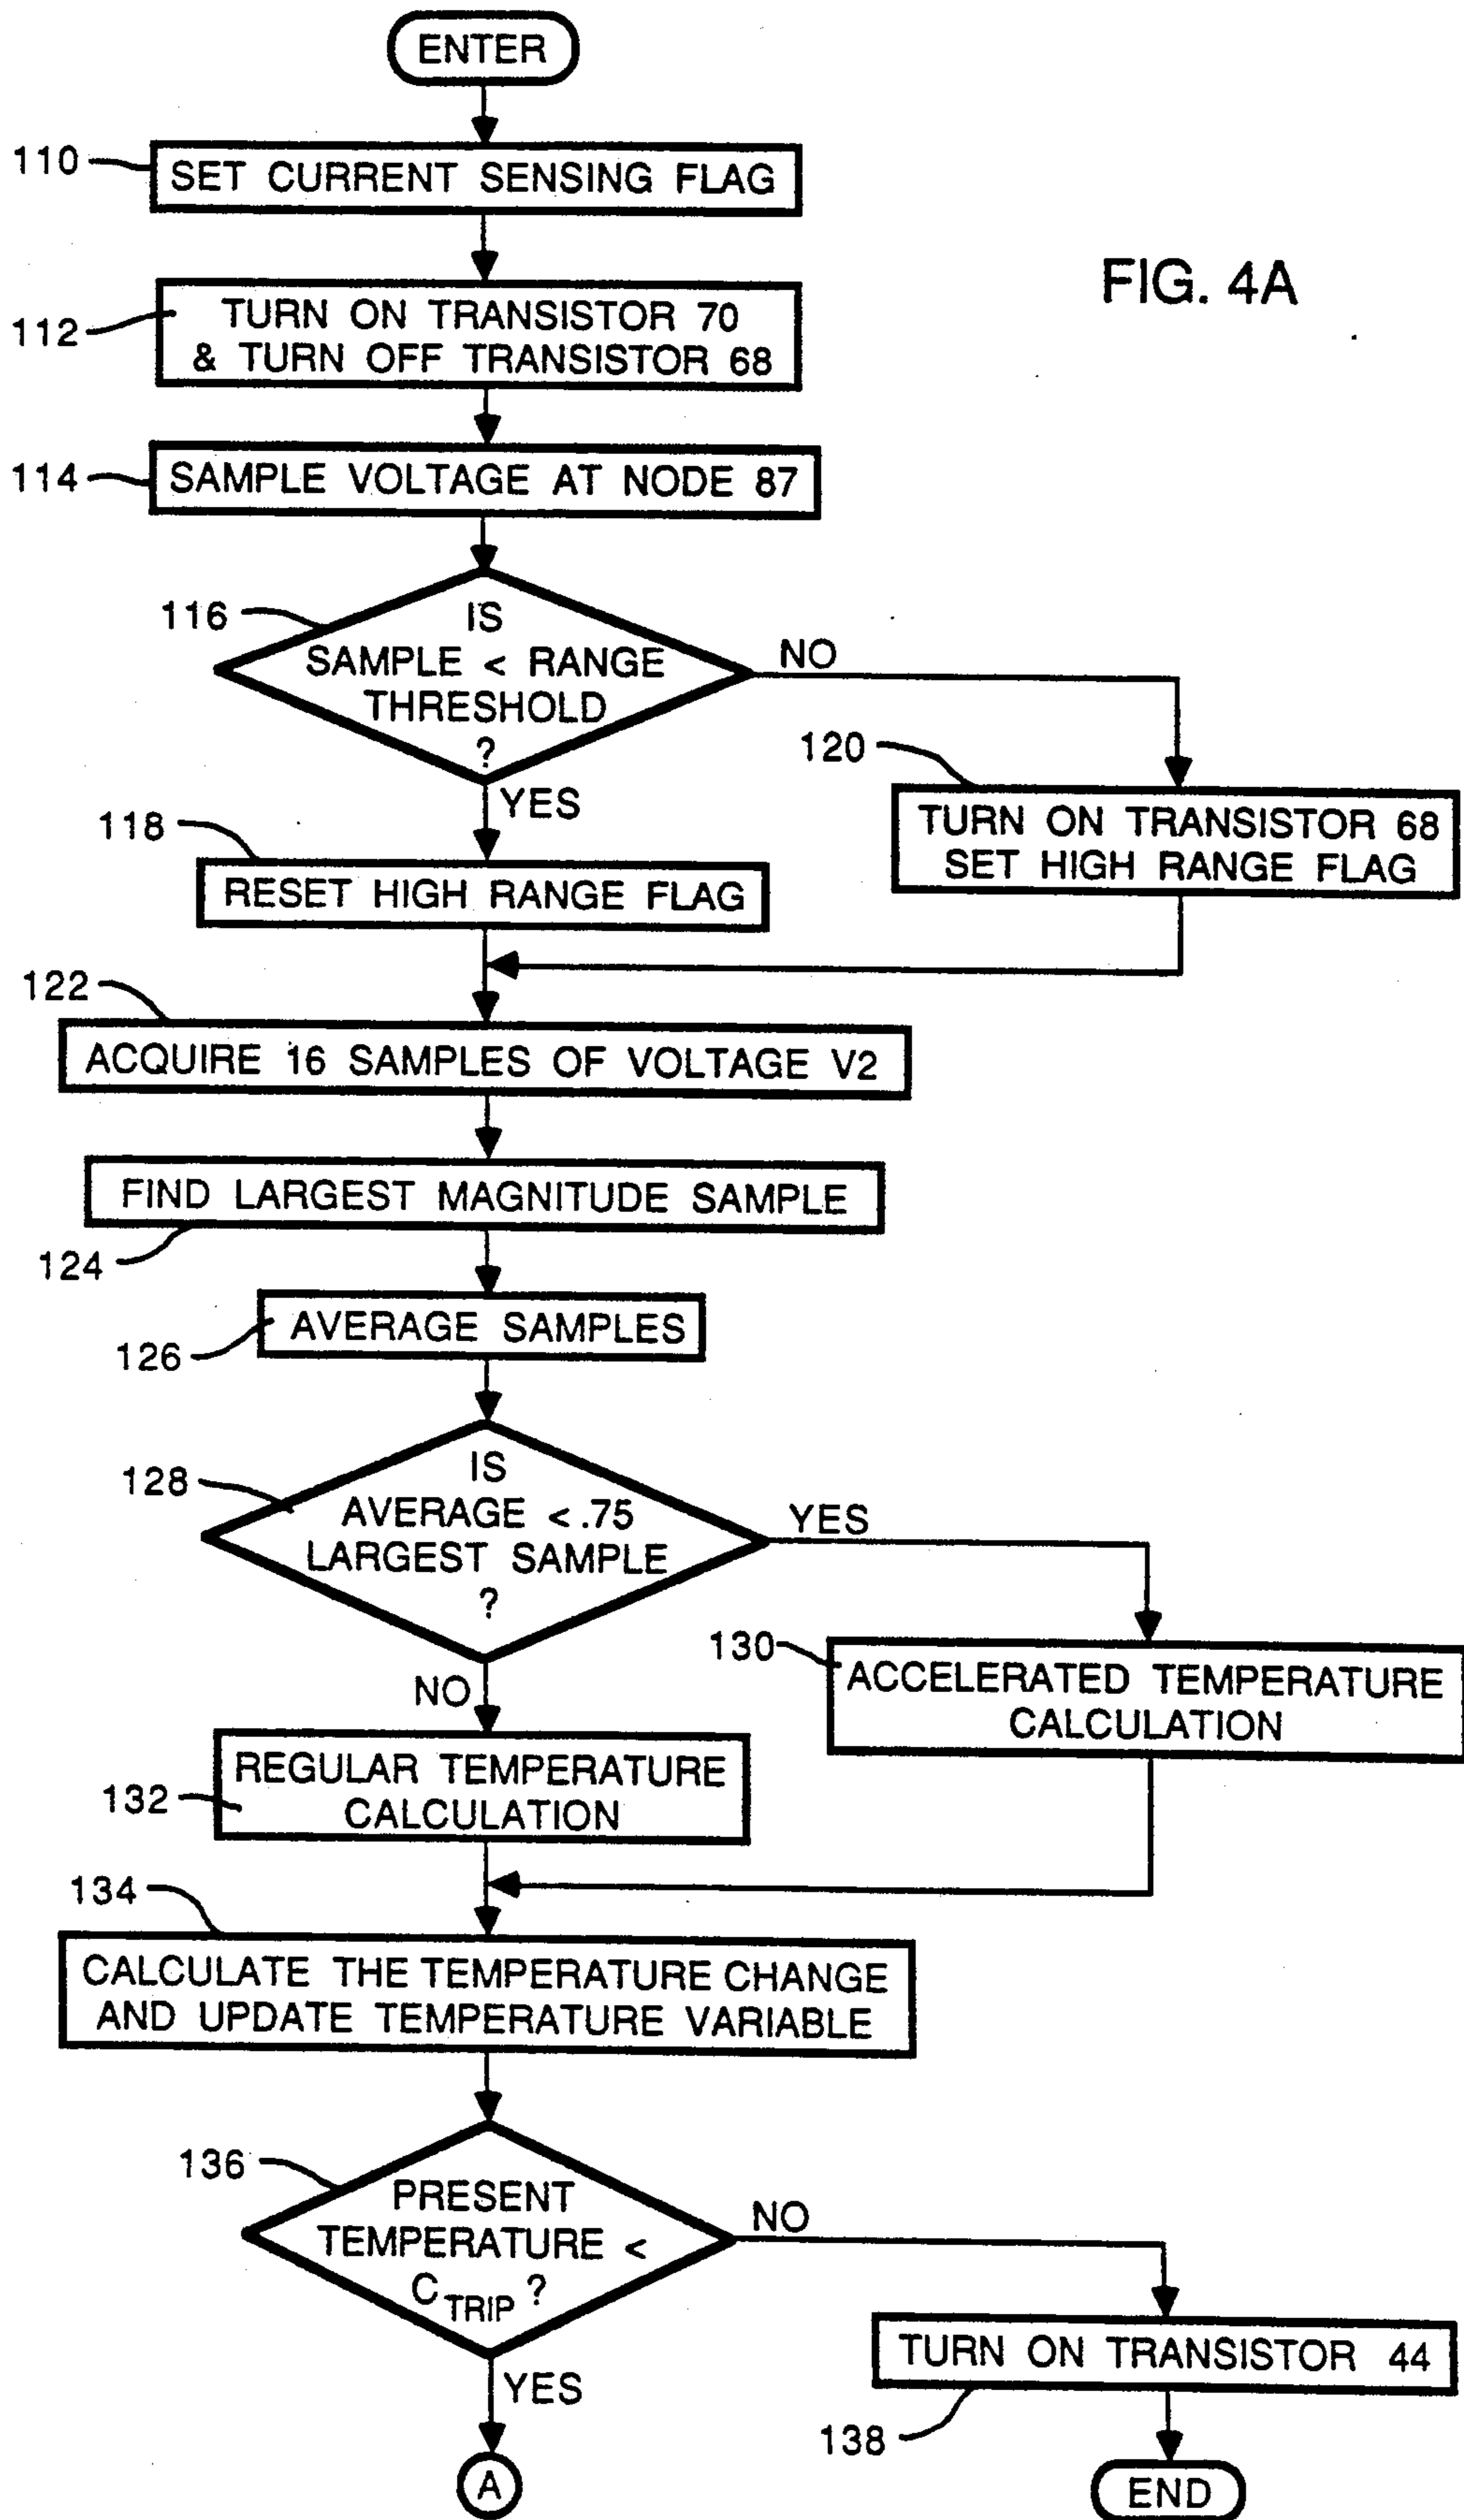 ENTER
110
SET CURRENT SENSING FLAG
FIG. 4A
112
TURN ON TRANSISTOR 70
& TURN OFF TRANSISTOR 68
114
SAMPLE VOLTAGE AT NODE 87
116
IS
SAMPLE < RANGE
THRESHOLD
?
NO
YES
120
TURN ON TRANSISTOR 68
SET HIGH RANGE FLAG
118
RESET HIGH RANGE FLAG
122
ACQUIRE 16 SAMPLES OF VOLTAGE V2
FIND LARGEST MAGNITUDE SAMPLE
124
AVERAGE SAMPLES
126
128
IS
AVERAGE < .75
LARGEST SAMPLE
?
YES
NO
130
ACCELERATED TEMPERATURE
CALCULATION
132
REGULAR TEMPERATURE
CALCULATION
134
CALCULATE THE TEMPERATURE CHANGE
AND UPDATE TEMPERATURE VARIABLE
136
PRESENT
TEMPERATURE <
C TRIP ?
NO
YES
TURN ON TRANSISTOR 44
138
A
END